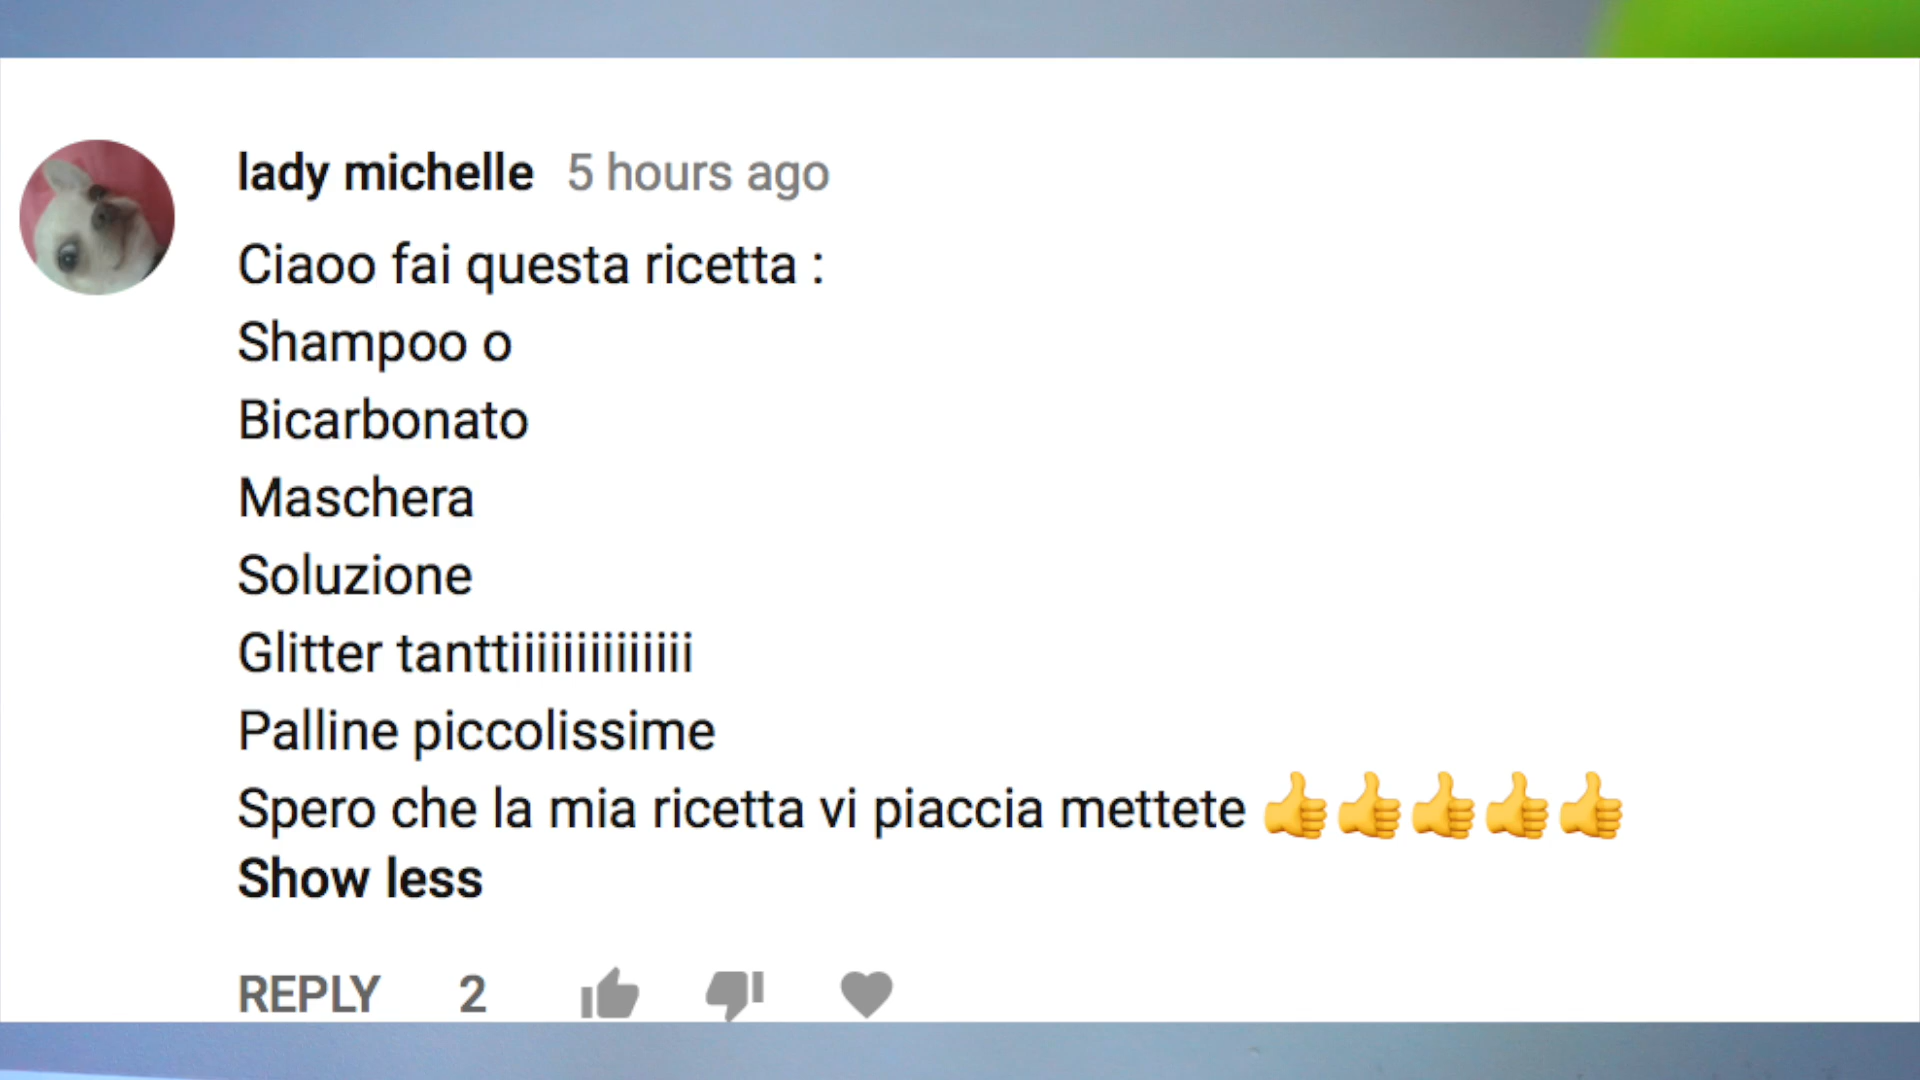 lady michelle 5 hours ago
Ciaoo fai questa ricetta :
Shampoo o
Bicarbonato
Maschera
Soluzione
Glitter tanttiiiiiiiiiiiiii
Palline piccolissime
Spero che la mia ricetta vi piaccia mettete 👍👍👍👍👍
Show less
REPLY 2